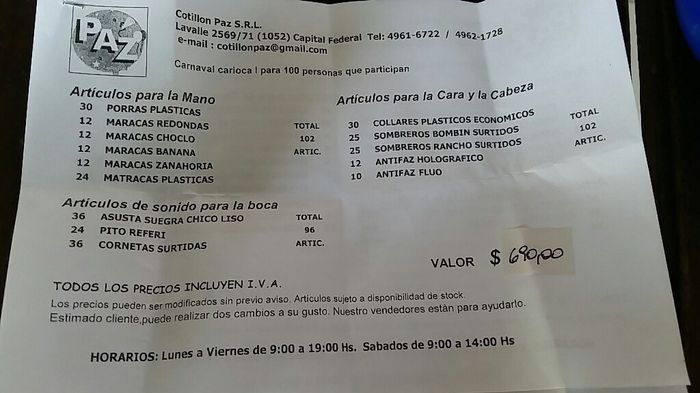 PAZ
Cotillon Paz S.R.L.
Lavalle 2569/71 (1052) Capital Federal Tel: 4961-6722 / 4962-1728
e-mail : cotillonpaz@gmail.com
Carnaval carioca I para 100 personas que participan
Artículos para la Mano
30 PORRAS PLASTICAS
12 MARACAS REDONDAS TOTAL
12 MARACAS CHOCLO 102
12 MARACAS BANANA ARTIC.
12 MARACAS ZANAHORIA
24 MATRACAS PLASTICAS
Artículos para la Cara y la Cabeza
30 COLLARES PLASTICOS ECONOMICOS
25 SOMBREROS BOMBIN SURTIDOS TOTAL
25 SOMBREROS RANCHO SURTIDOS 102
12 ANTIFAZ HOLOGRAFICO ARTIC.
10 ANTIFAZ FLUO
Artículos de sonido para la boca
36 ASUSTA SUEGRA CHICO LISO TOTAL
24 PITO REFERI 96
36 CORNETAS SURTIDAS ARTIC.
VALOR $ 690,00
TODOS LOS PRECIOS INCLUYEN I.V.A.
Los precios pueden ser modificados sin previo aviso. Artículos sujeto a disponibilidad de stock.
Estimado cliente,puede realizar dos cambios a su gusto. Nuestro vendedores están para ayudarlo.
HORARIOS: Lunes a Viernes de 9:00 a 19:00 Hs. Sabados de 9:00 a 14:00 Hs